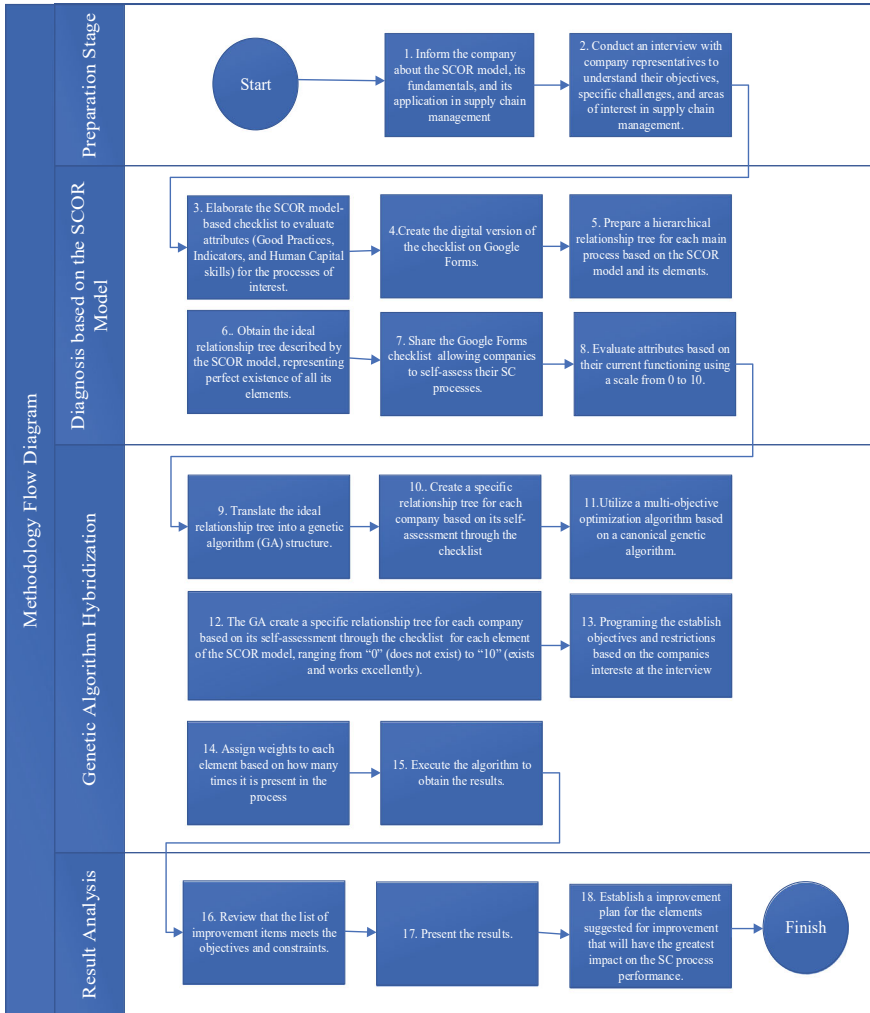 Methodology Flow Diagram
Preparation Stage
Start
1. Inform the company
about the SCOR model, its
fundamentals, and its
application in supply chain
management
2. Conduct an interview with
company representatives to
understand their objectives,
specific challenges, and areas
of interest in supply chain
management.
Diagnosis based on the SCOR
Model
3. Elaborate the SCOR model-
based checklist to evaluate
attributes (Good Practices,
Indicators, and Human Capital
skills) for the processes of
interest.
4.Create the digital version of
the checklist on Google
Forms.
5. Prepare a hierarchical
relationship tree for each main
process based on the SCOR
model and its elements.
6.. Obtain the ideal
relationship tree described by
the SCOR model, representing
perfect existence of all its
elements.
7. Share the Google Forms
checklist allowing companies
to self-assess their SC
processes.
8. Evaluate attributes based on
their current functioning using
a scale from 0 to 10.
Genetic Algorithm Hybridization
9. Translate the ideal
relationship tree into a genetic
algorithm (GA) structure.
10.. Create a specific
relationship tree for each
company based on its self-
assessment through the
checklist
11.Utilize a multi-objective
optimization algorithm based
on a canonical genetic
algorithm.
12. The GA create a specific relationship tree for each company
based on its self-assessment through the checklist for each element
of the SCOR model, ranging from “0” (does not exist) to “10” (exists
and works excellently).
13. Programing the establish
objectives and restrictions
based on the companies
intereste at the interview
14. Assign weights to each
element based on how many
times it is present in the
process
15. Execute the algorithm to
obtain the results.
Result Analysis
16. Review that the list of
improvement items meets the
objectives and constraints.
17. Present the results.
18. Establish a improvement
plan for the elements
suggested for improvement
that will have the greatest
impact on the SC process
performance.
Finish